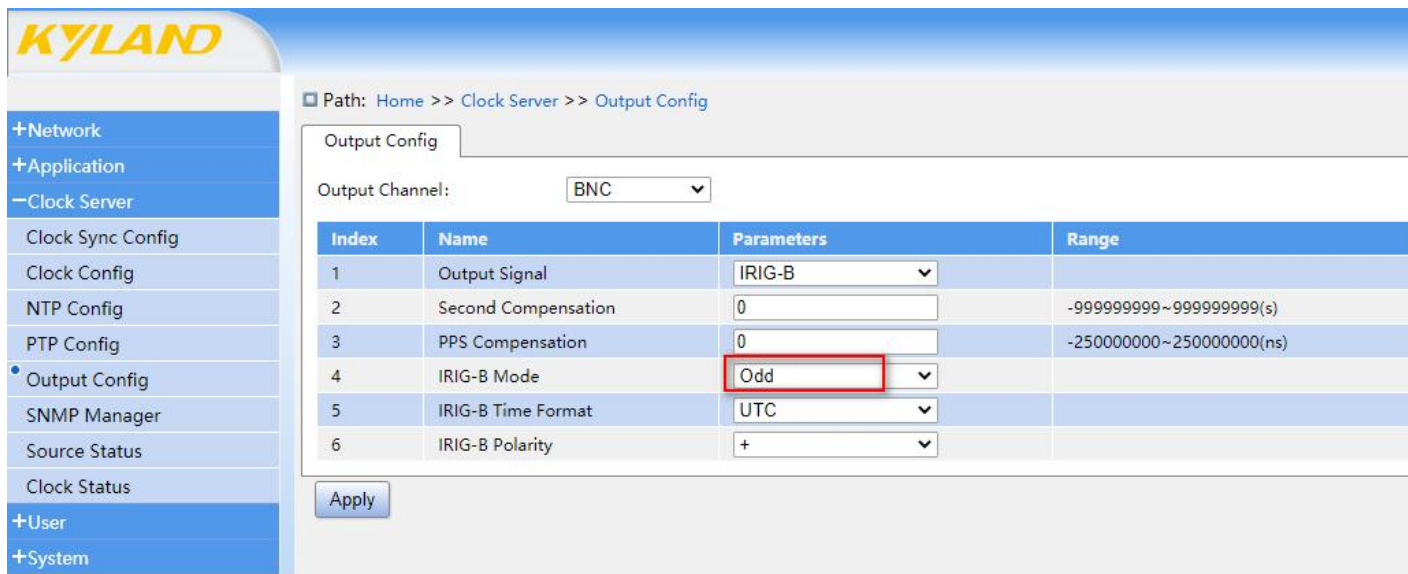 KYLAND
Path: Home >> Clock Server >> Output Config
+Network
+Application
−Clock Server
Clock Sync Config
Clock Config
NTP Config
PTP Config
Output Config
SNMP Manager
Source Status
Clock Status
+User
+System
Output Config
Output Channel: BNC
Index Name Parameters Range
1 Output Signal IRIG-B
2 Second Compensation 0 -999999999~999999999(s)
3 PPS Compensation 0 -250000000~250000000(ns)
4 IRIG-B Mode Odd
5 IRIG-B Time Format UTC
6 IRIG-B Polarity +
Apply